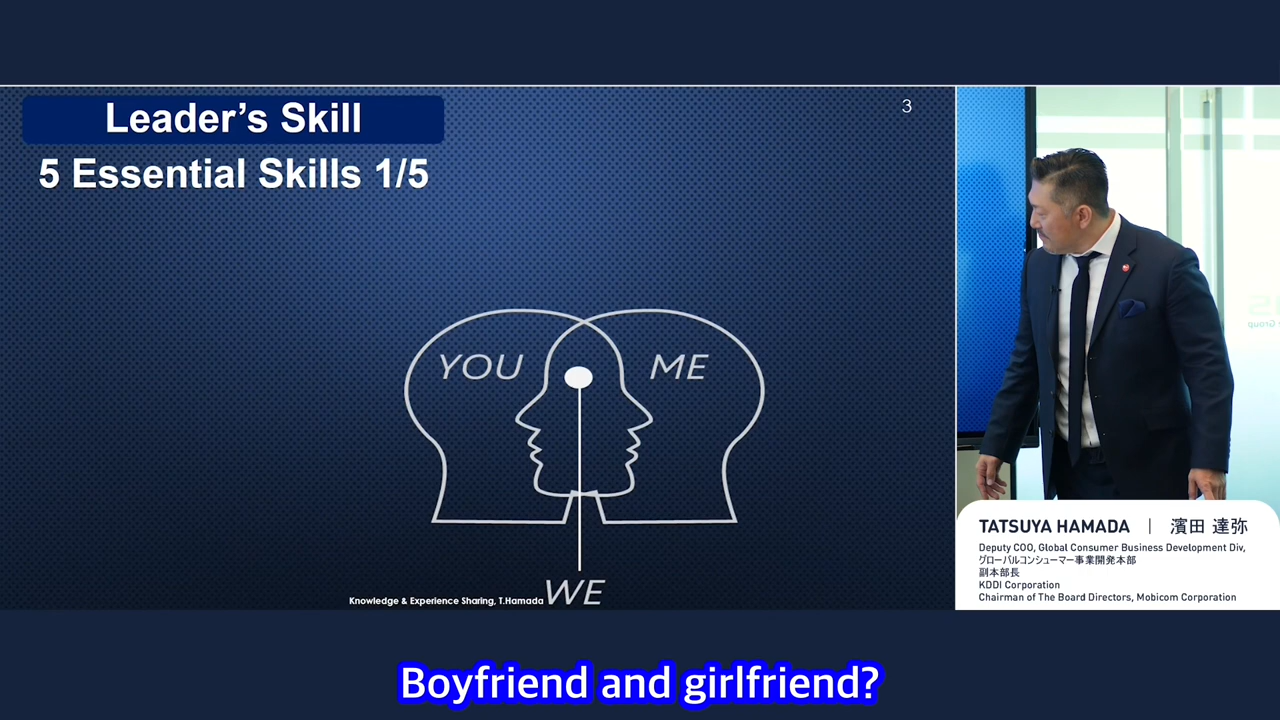 Leader's Skill
5 Essential Skills 1/5
3
YOU
ME
WE
Knowledge & Experience Sharing, T.Hamada
TATSUYA HAMADA | 濱田 達弥
Deputy COO, Global Consumer Business Development Div,
グローバルコンシューマー事業開発本部
副本部長
KDDI Corporation
Chairman of The Board Directors, Mobicom Corporation
Boyfriend and girlfriend?